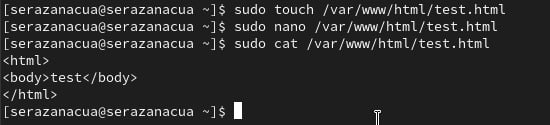 [serazanacua@serazanacua ~]$ sudo touch /var/www/html/test.html
[serazanacua@serazanacua ~]$ sudo nano /var/www/html/test.html
[serazanacua@serazanacua ~]$ sudo cat /var/www/html/test.html
<html>
<body>test</body>
</html>
[serazanacua@serazanacua ~]$